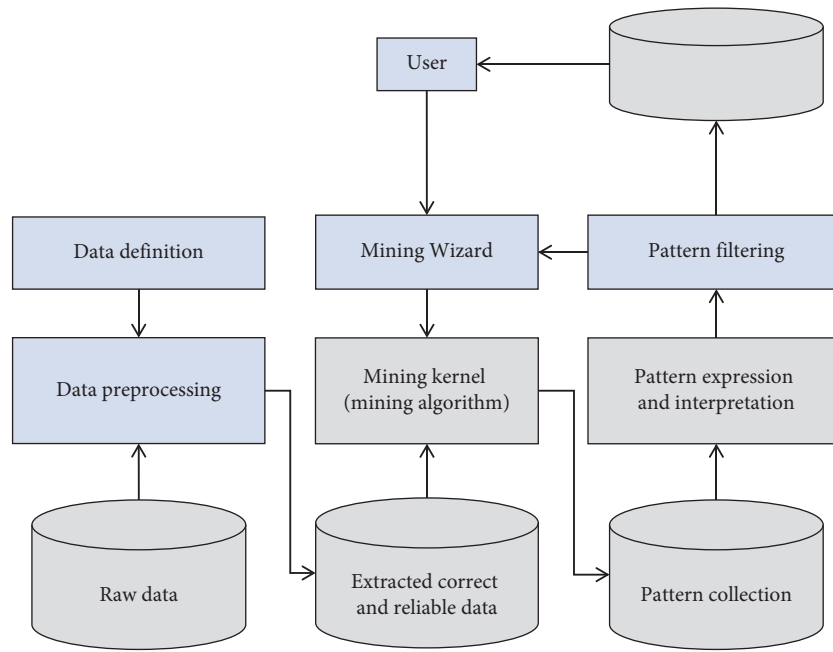 User
Data definition
Mining Wizard
Pattern filtering
Data preprocessing
Mining kernel
(mining algorithm)
Pattern expression
and interpretation
Raw data
Extracted correct
and reliable data
Pattern collection